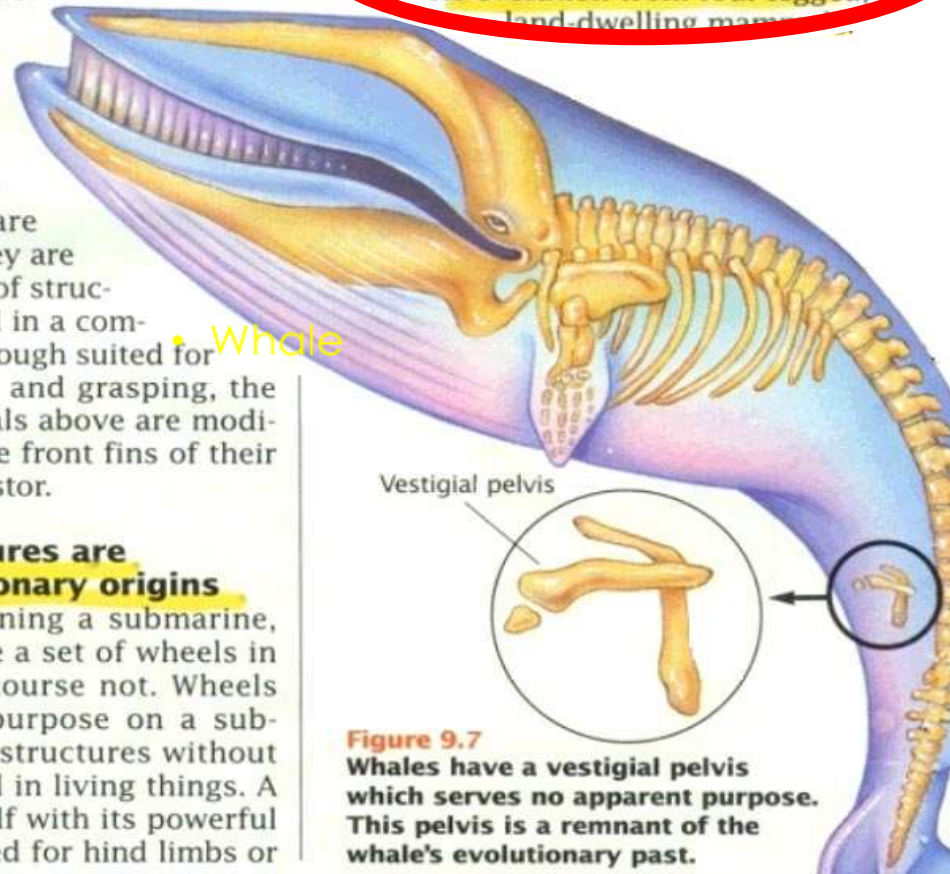 land-dwelling
are
ey are
of struc-
in a com-
ough suited for
and grasping, the
als above are modi-
e front fins of their
stor.
• Whale
Vestigial pelvis
ures are
onary origins
ning a submarine,
e a set of wheels in
ourse not. Wheels
purpose on a sub-
structures without
in living things. A
lf with its powerful
ed for hind limbs or
Figure 9.7
Whales have a vestigial pelvis
which serves no apparent purpose.
This pelvis is a remnant of the
whale's evolutionary past.